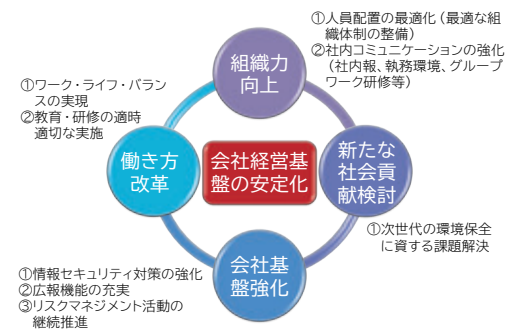 ①人員配置の最適化（最適な組
織体制の整備）
②社内コミュニケーションの強化
（社内報、執務環境、グループ
ワーク研修等）
組織力
向上
①ワーク・ライフ・バラン
スの実現
②教育・研修の適時
適切な実施
働き方
改革
会社経営基
盤の安定化
新たな
社会貢
献検討
①次世代の環境保全
に資する課題解決
会社基
盤強化
①情報セキュリティ対策の強化
②広報機能の充実
③リスクマネジメント活動の
継続推進